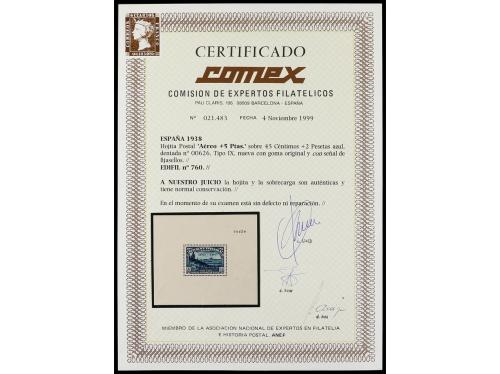 CERTIFICADO
comex
COMISION DE EXPERTOS FILATELICOS
PAU CLARIS, 106 08009 BARCELONA - ESPAÑA
Nº 021.483 FECHA 4 Noviembre 1999
ESPAÑA 1938
Hojita Postal 'Aéreo +5 Ptas.' sobre 45 Céntimos +2 Pesetas azul,
dentada nº 00626, Tipo IX, nueva con goma original y con señal de
fijasellos. //
EDIFIL nº 760. //
A NUESTRO JUICIO la hojita y la sobrecarga son auténticas y
tiene normal conservación. //
En el momento de su examen está sin defecto ni reparación. //
MIEMBRO DE LA ASOCIACION NACIONAL DE EXPERTOS EN FILATELIA
E HISTORIA POSTAL ANEF